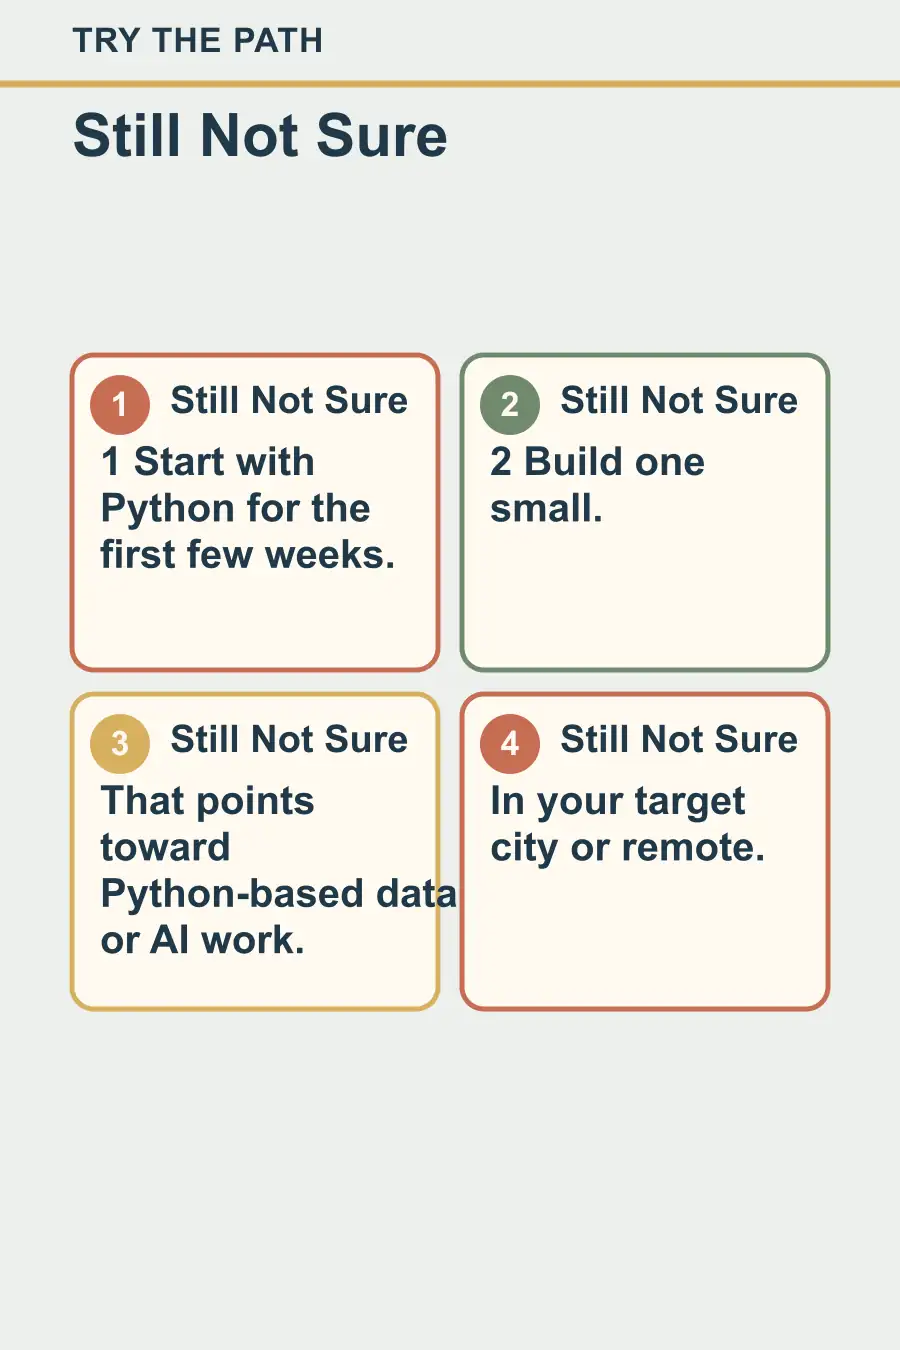 TRY THE PATH
Still Not Sure
1 Still Not Sure
1 Start with
Python for the
first few weeks.
2 Still Not Sure
2 Build one
small.
3 Still Not Sure
That points
toward
Python-based data
or AI work.
4 Still Not Sure
In your target
city or remote.